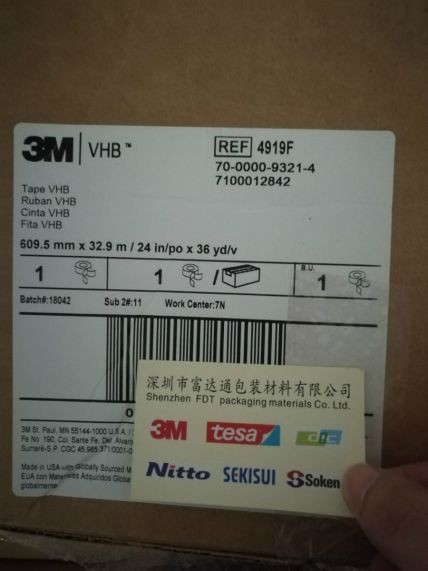 3M VHB™
REF 4919F
70-0000-9321-4
7100012842
Tape VHB
Ruban VHB
Cinta VHB
Fita VHB
609.5 mm x 32.9 m / 24 in/po x 36 yd/v
1
1 /
B.U.
1
Batch#:18042 Sub 2#:11 Work Center:7N
0
3M St. Paul, MN 55144-1000 U.S.A. /
Fe No 190, Col. Sante Fe, Del. Alvaro
Sumaré-S.P. CGC 45.985.371/0001-0
Made in USA with Globally Sourced M
EUA con Materiales Adquiridos Global
globalmente
深圳市富达通包装材料有限公司
Shenzhen FDT packaging materials Co. Ltd.
3M tesa dic
Nitto SEKISUI Soken